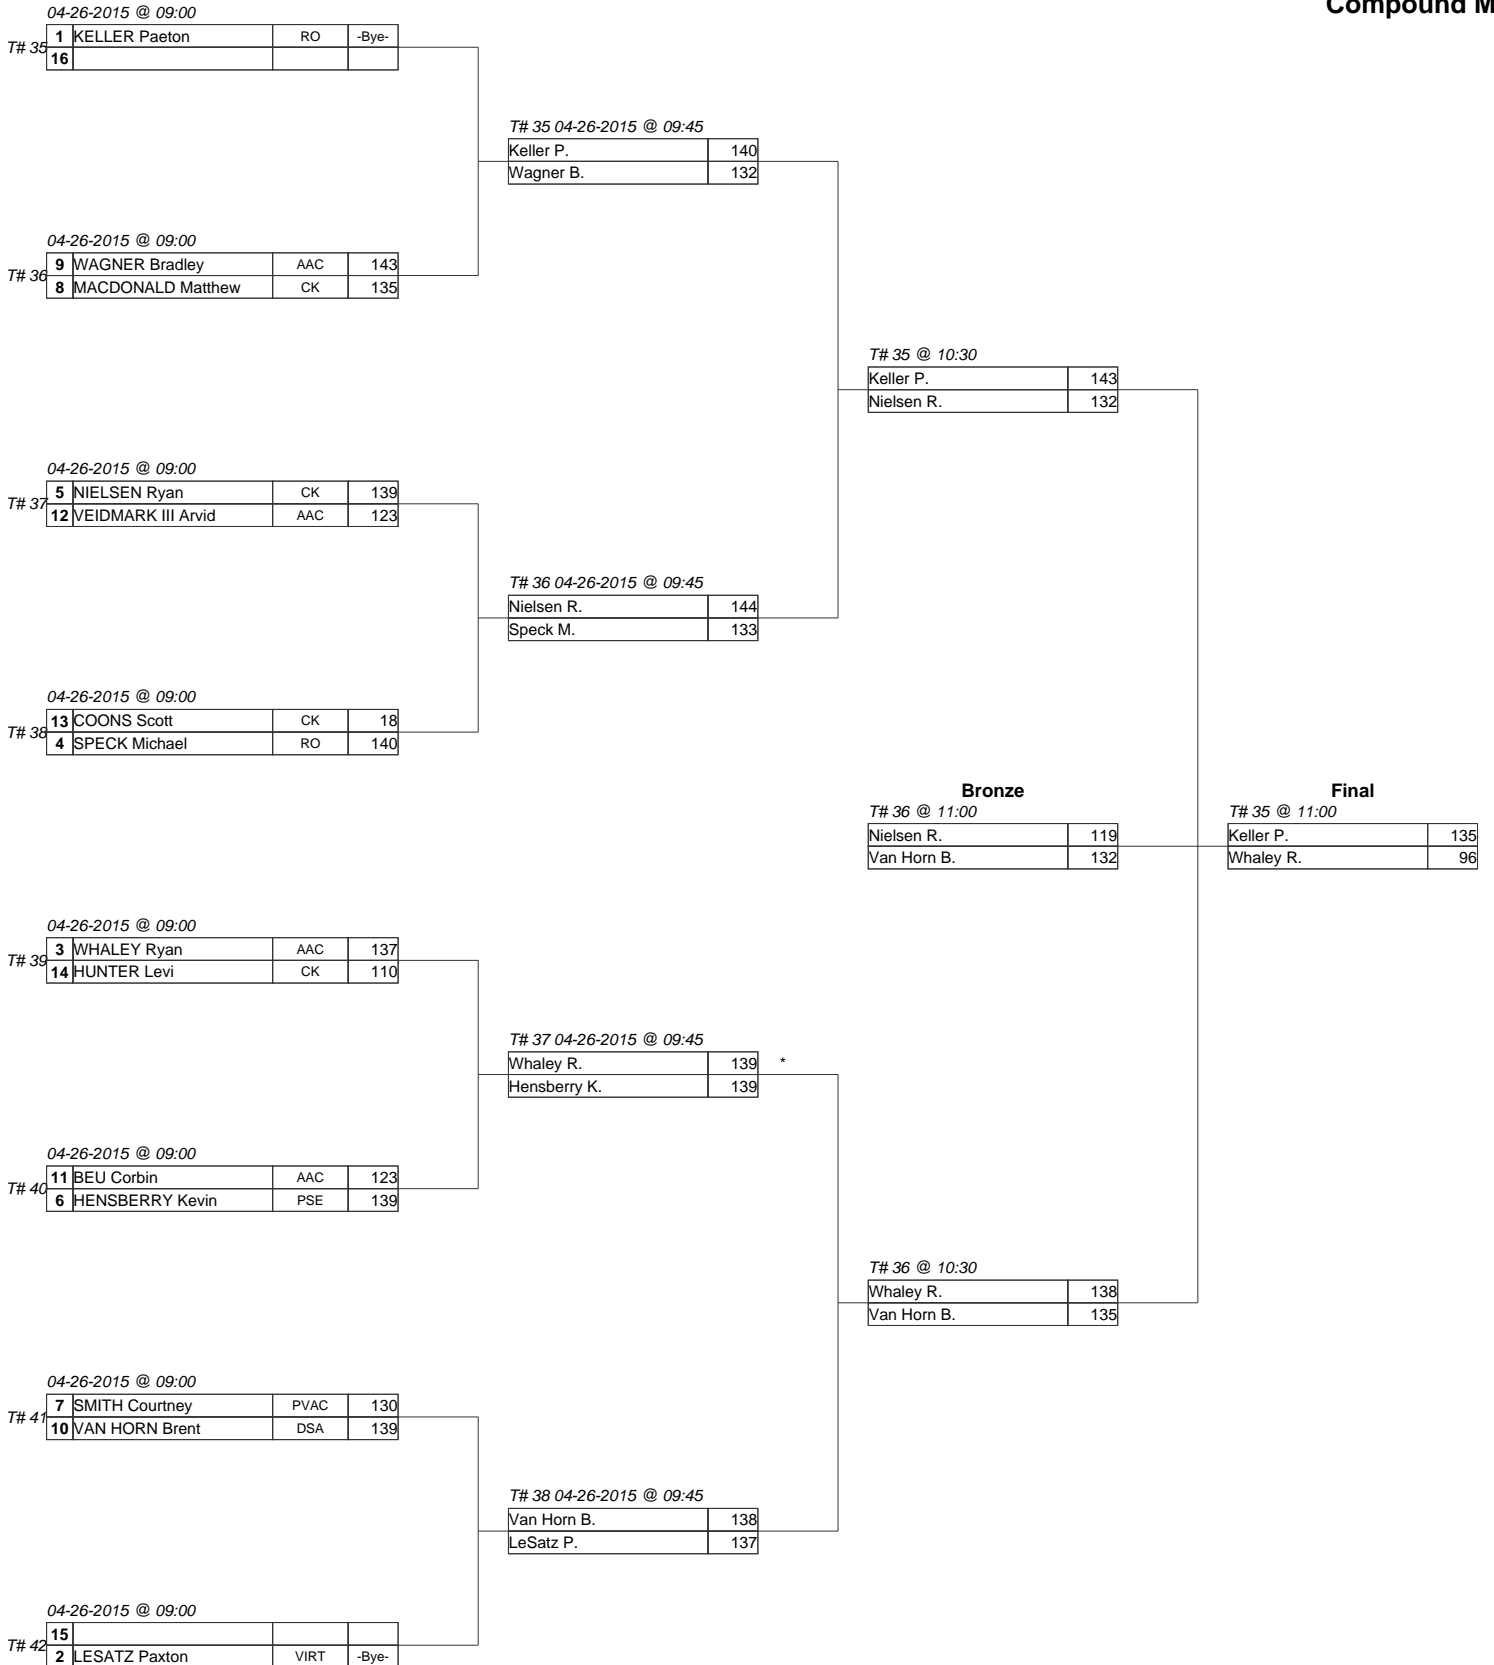 Compound M
04-26-2015 @ 09:00
T# 35
1 KELLER Paeton RO -Bye-
16
T# 35 04-26-2015 @ 09:45
Keller P. 140
Wagner B. 132
04-26-2015 @ 09:00
T# 36
9 WAGNER Bradley AAC 143
8 MACDONALD Matthew CK 135
T# 35 @ 10:30
Keller P. 143
Nielsen R. 132
04-26-2015 @ 09:00
T# 37
5 NIELSEN Ryan CK 139
12 VEIDMARK III Arvid AAC 123
T# 36 04-26-2015 @ 09:45
Nielsen R. 144
Speck M. 133
04-26-2015 @ 09:00
T# 38
13 COONS Scott CK 18
4 SPECK Michael RO 140
Bronze
T# 36 @ 11:00
Nielsen R. 119
Van Horn B. 132
Final
T# 35 @ 11:00
Keller P. 135
Whaley R. 96
04-26-2015 @ 09:00
T# 39
3 WHALEY Ryan AAC 137
14 HUNTER Levi CK 110
T# 37 04-26-2015 @ 09:45
Whaley R. 139 *
Hensberry K. 139
04-26-2015 @ 09:00
T# 40
11 BEU Corbin AAC 123
6 HENSBERRY Kevin PSE 139
T# 36 @ 10:30
Whaley R. 138
Van Horn B. 135
04-26-2015 @ 09:00
T# 41
7 SMITH Courtney PVAC 130
10 VAN HORN Brent DSA 139
T# 38 04-26-2015 @ 09:45
Van Horn B. 138
LeSatz P. 137
04-26-2015 @ 09:00
T# 42
15
2 LESATZ Paxton VIRT -Bye-